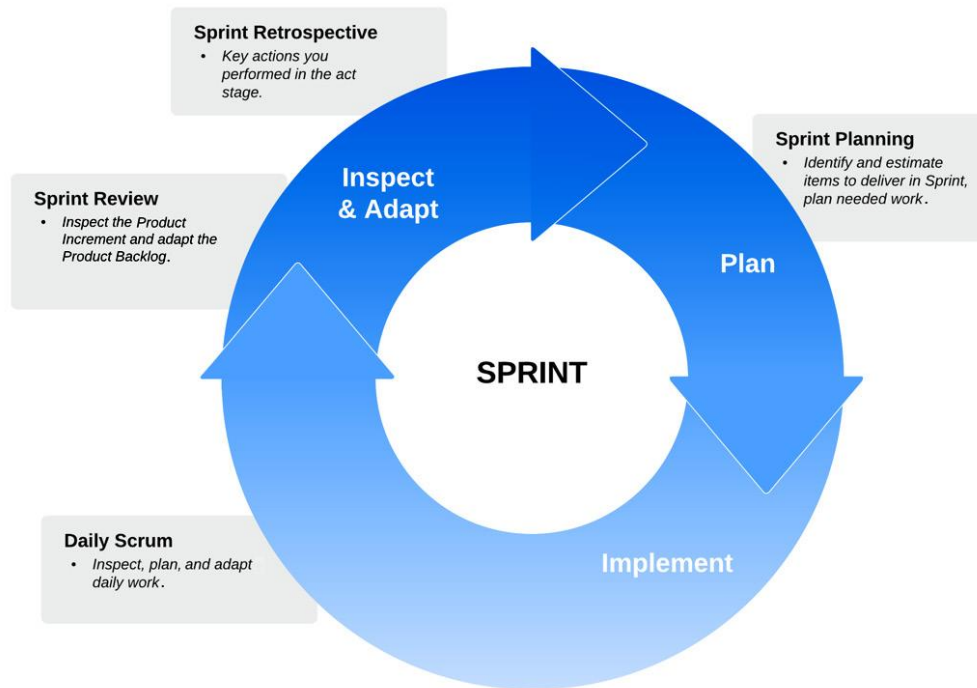 Sprint Retrospective
• Key actions you
performed in the act
stage.
Sprint Planning
• Identify and estimate
items to deliver in Sprint,
plan needed work.
Inspect
& Adapt
Sprint Review
• Inspect the Product
Increment and adapt the
Product Backlog.
Plan
SPRINT
Daily Scrum
• Inspect, plan, and adapt
daily work.
Implement